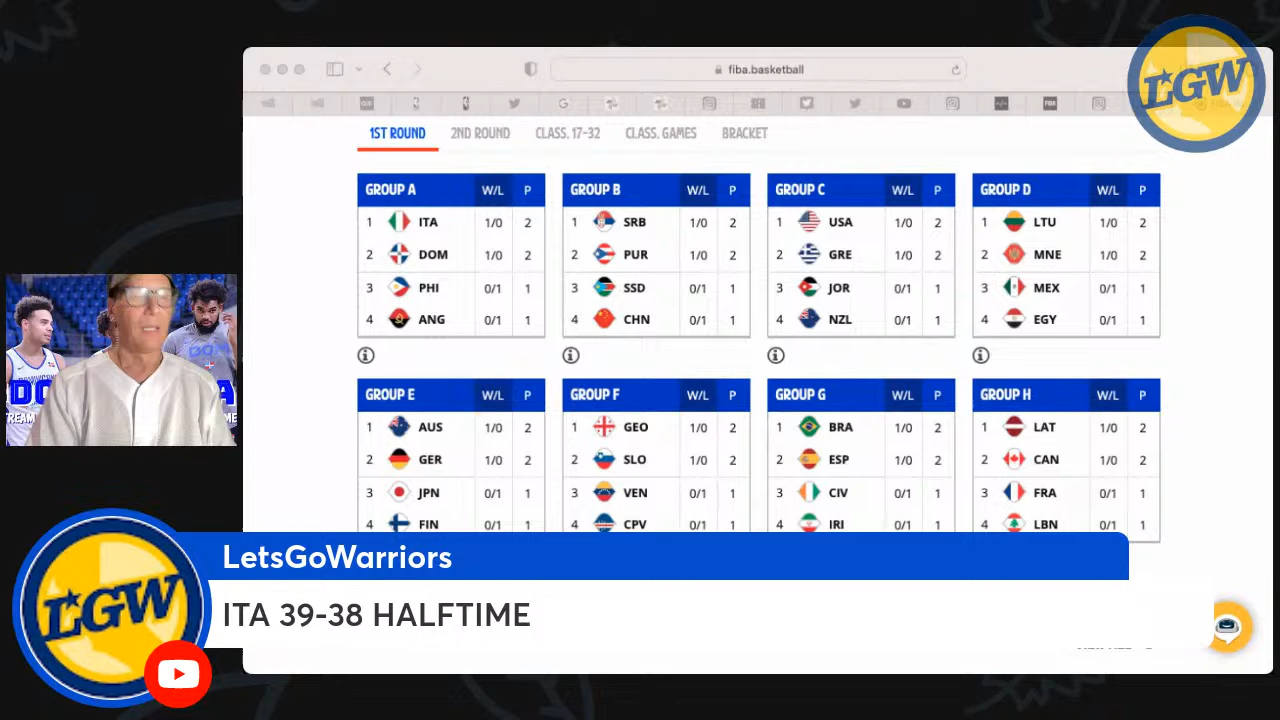 LGW
fiba.basketball
1ST ROUND 2ND ROUND CLASS. 17-32 CLASS. GAMES BRACKET
GROUP A W/L P
1 ITA 1/0 2
2 DOM 1/0 2
3 PHI 0/1 1
4 ANG 0/1 1
GROUP B W/L P
1 SRB 1/0 2
2 PUR 1/0 2
3 SSD 0/1 1
4 CHN 0/1 1
GROUP C W/L P
1 USA 1/0 2
2 GRE 1/0 2
3 JOR 0/1 1
4 NZL 0/1 1
GROUP D W/L P
1 LTU 1/0 2
2 MNE 1/0 2
3 MEX 0/1 1
4 EGY 0/1 1
GROUP E W/L P
1 AUS 1/0 2
2 GER 1/0 2
3 JPN 0/1 1
4 FIN 0/1 1
GROUP F W/L P
1 GEO 1/0 2
2 SLO 1/0 2
3 VEN 0/1 1
4 CPV 0/1 1
GROUP G W/L P
1 BRA 1/0 2
2 ESP 1/0 2
3 CIV 0/1 1
4 IRI 0/1 1
GROUP H W/L P
1 LAT 1/0 2
2 CAN 1/0 2
3 FRA 0/1 1
4 LBN 0/1 1
LGW
LetsGoWarriors
ITA 39-38 HALFTIME